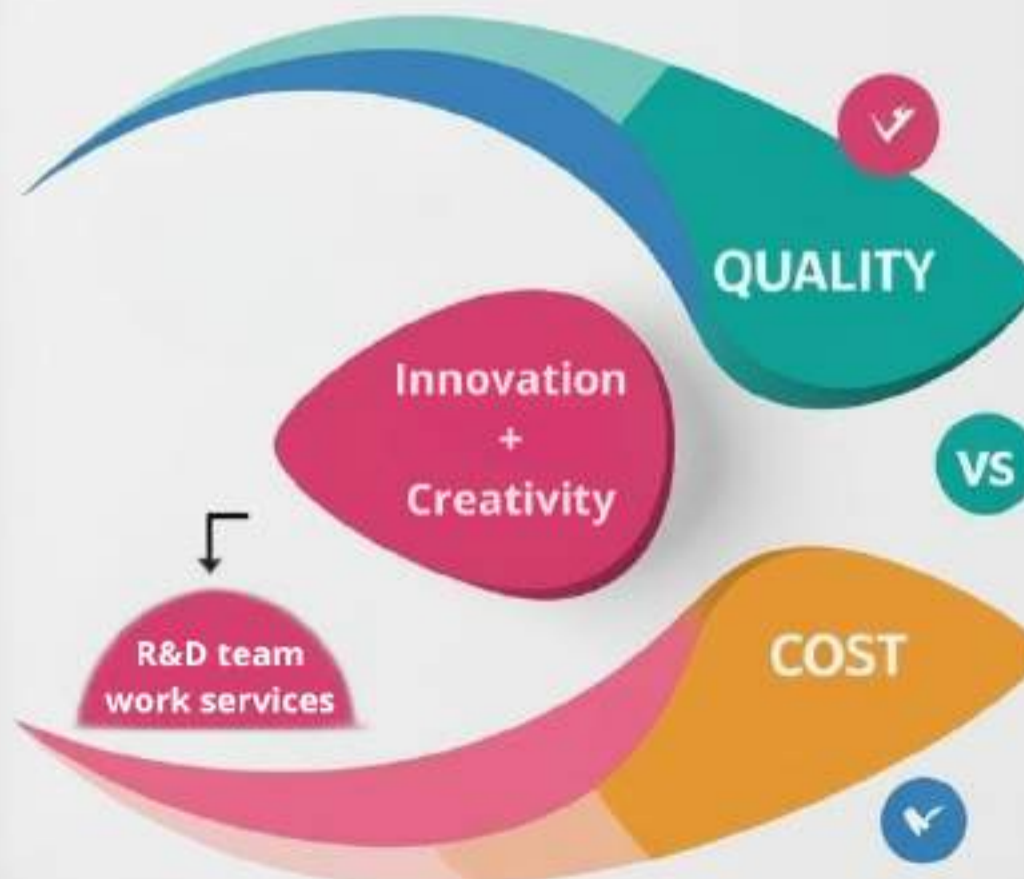 QUALITY
Innovation
+
Creativity
VS
R&D team
work services
COST